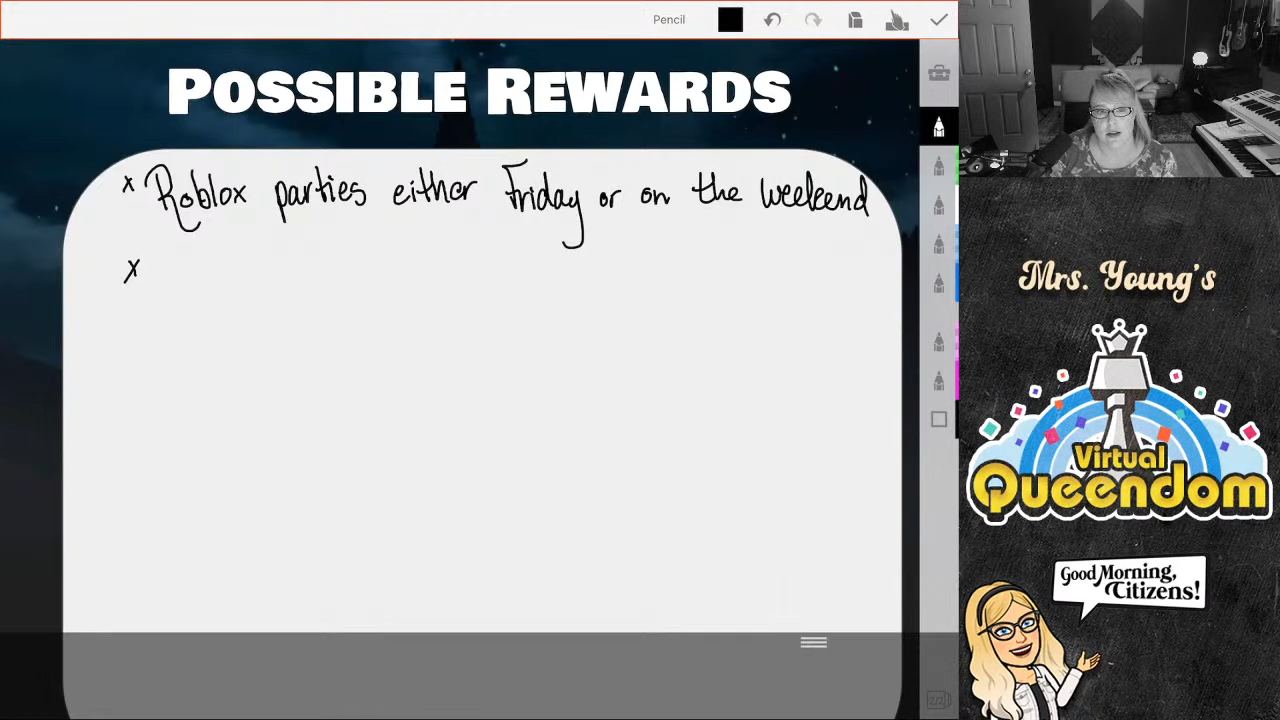 Pencil
POSSIBLE REWARDS
x Roblox parties either Friday or on the weekend
x
Mrs. Young's
Virtual
Queendom
Good Morning,
Citizens!